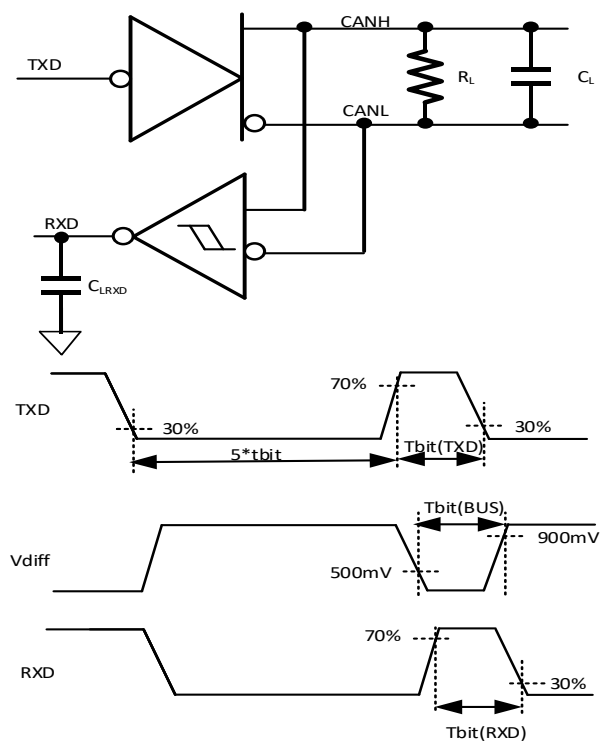 CANH
TXD
RL
CL
CANL
RXD
CLRXD
70%
TXD
30%
30%
5*tbit
Tbit(TXD)
Tbit(BUS)
Vdiff
900mV
500mV
70%
RXD
30%
Tbit(RXD)